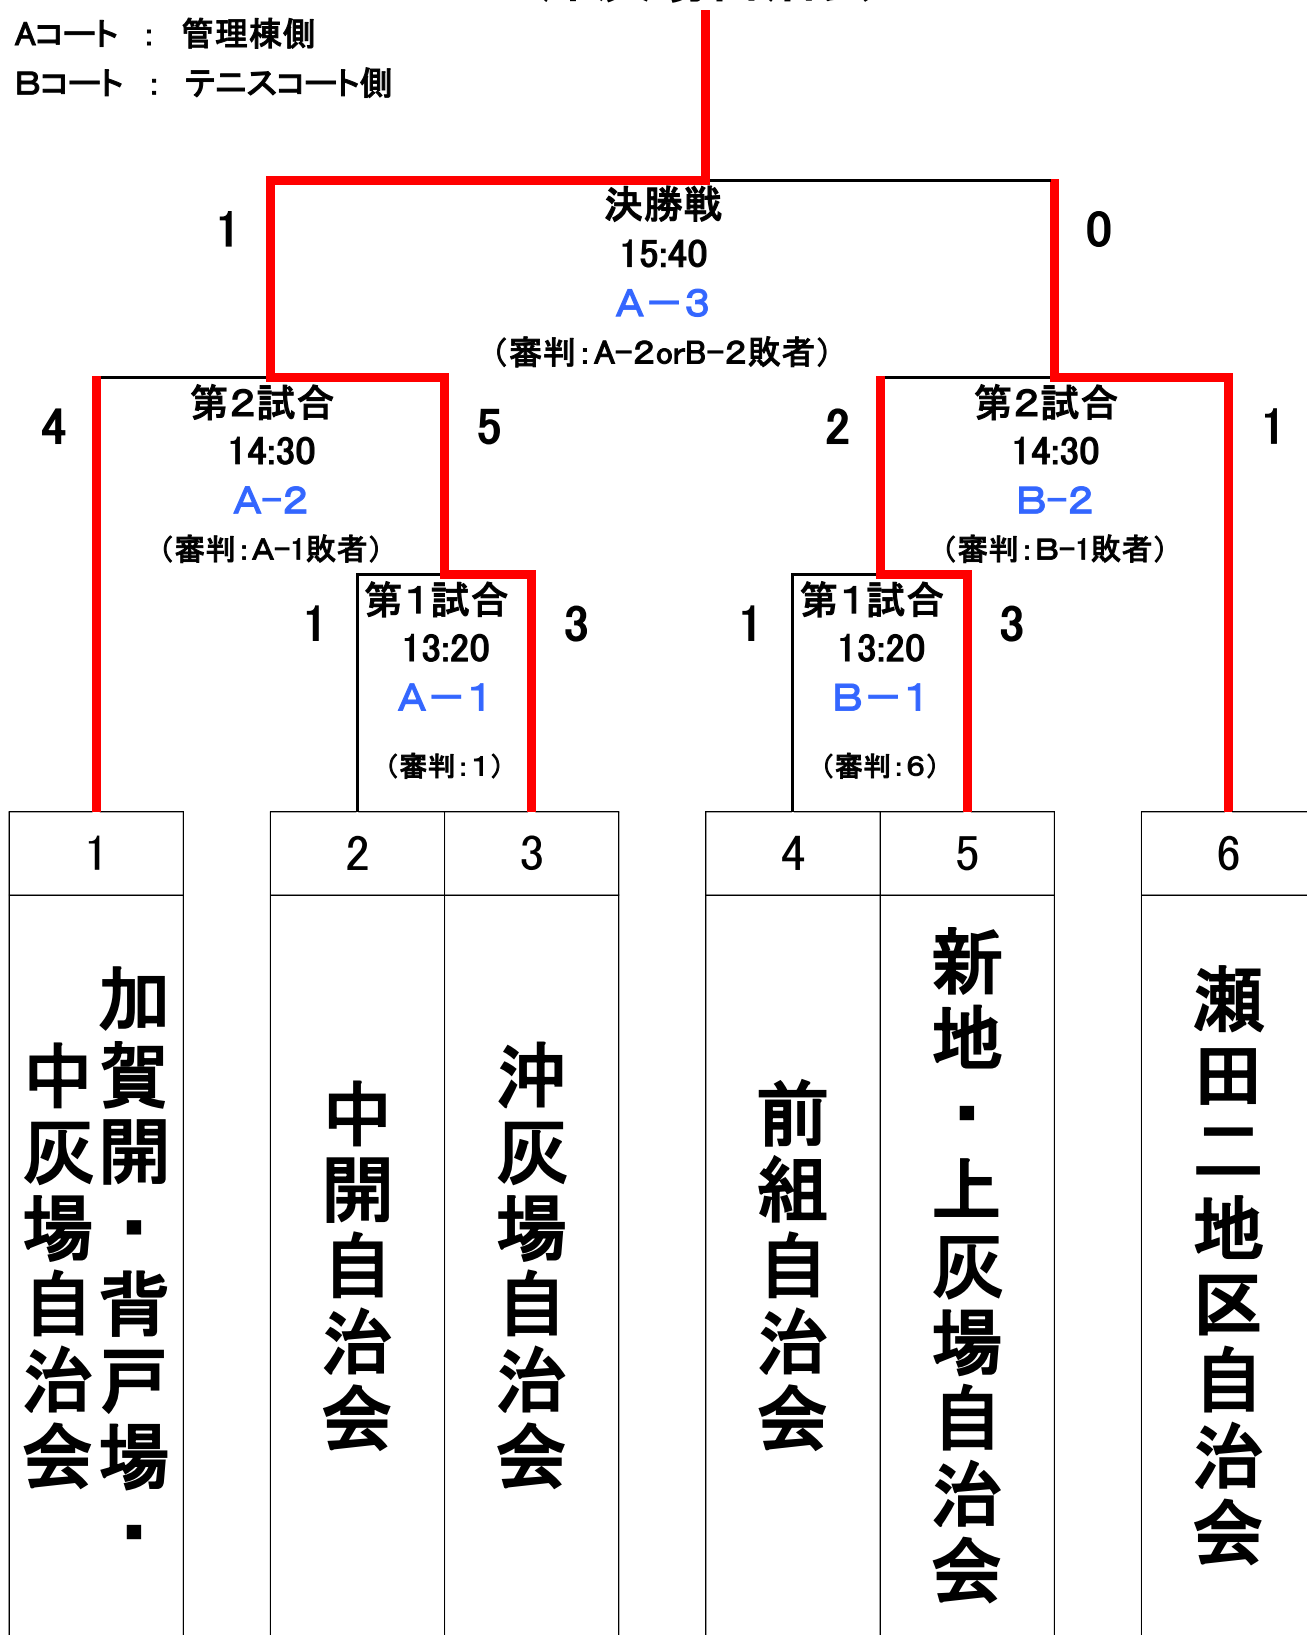 Aコート ： 管理棟側
Bコート ： テニスコート側
決勝戦
1
15:40
0
A－3
（審判：A-2orB-2敗者）
第2試合
第2試合
4
5
2
1
14:30
14:30
A-2
B-2
（審判：A-1敗者）
（審判：B-1敗者）
第1試合
第1試合
1
3
1
3
13:20
13:20
A－1
B－1
（審判：1）
（審判：6）
1
2
3
4
5
6
加賀開・背戸場・
中灰場自治会
中開自治会
沖灰場自治会
前組自治会
新地・上灰場自治会
瀬田二地区自治会